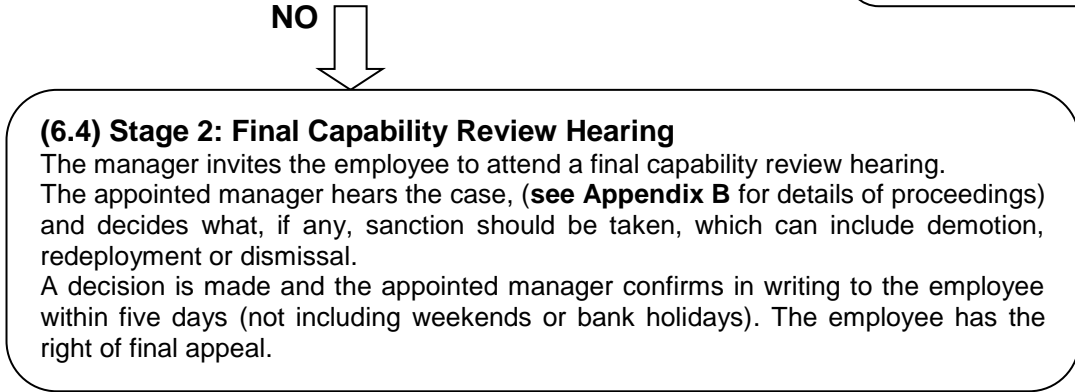 NO
(6.4) Stage 2: Final Capability Review Hearing
The manager invites the employee to attend a final capability review hearing.
The appointed manager hears the case, (see Appendix B for details of proceedings)
and decides what, if any, sanction should be taken, which can include demotion,
redeployment or dismissal.
A decision is made and the appointed manager confirms in writing to the employee
within five days (not including weekends or bank holidays). The employee has the
right of final appeal.